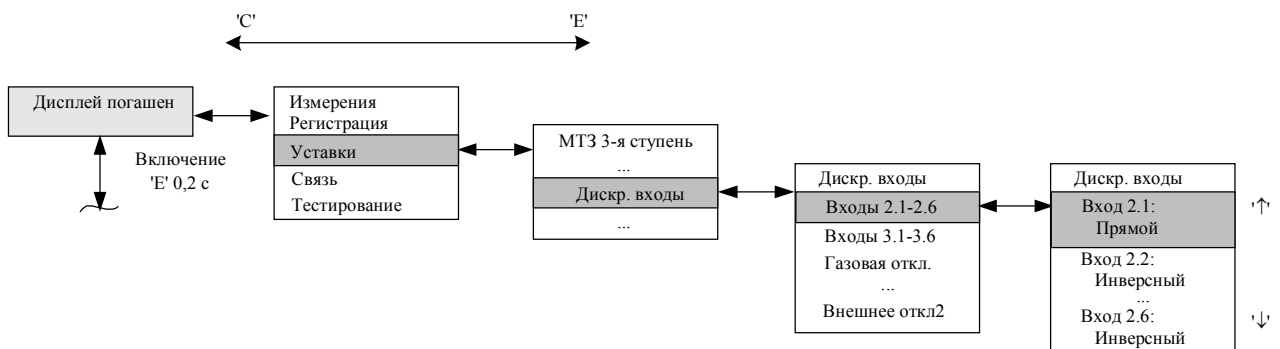 'С' 'Е'
Дисплей погашен
Включение
'Е' 0,2 с
Измерения
Регистрация
Уставки
Связь
Тестирование
МТЗ 3-я ступень
...
Дискр. входы
...
Дискр. входы
Входы 2.1-2.6
Входы 3.1-3.6
Газовая откл.
...
Внешнее откл2
Дискр. входы
Вход 2.1:
Прямой
Вход 2.2:
Инверсный
...
Вход 2.6:
Инверсный
'↑'
'↓'